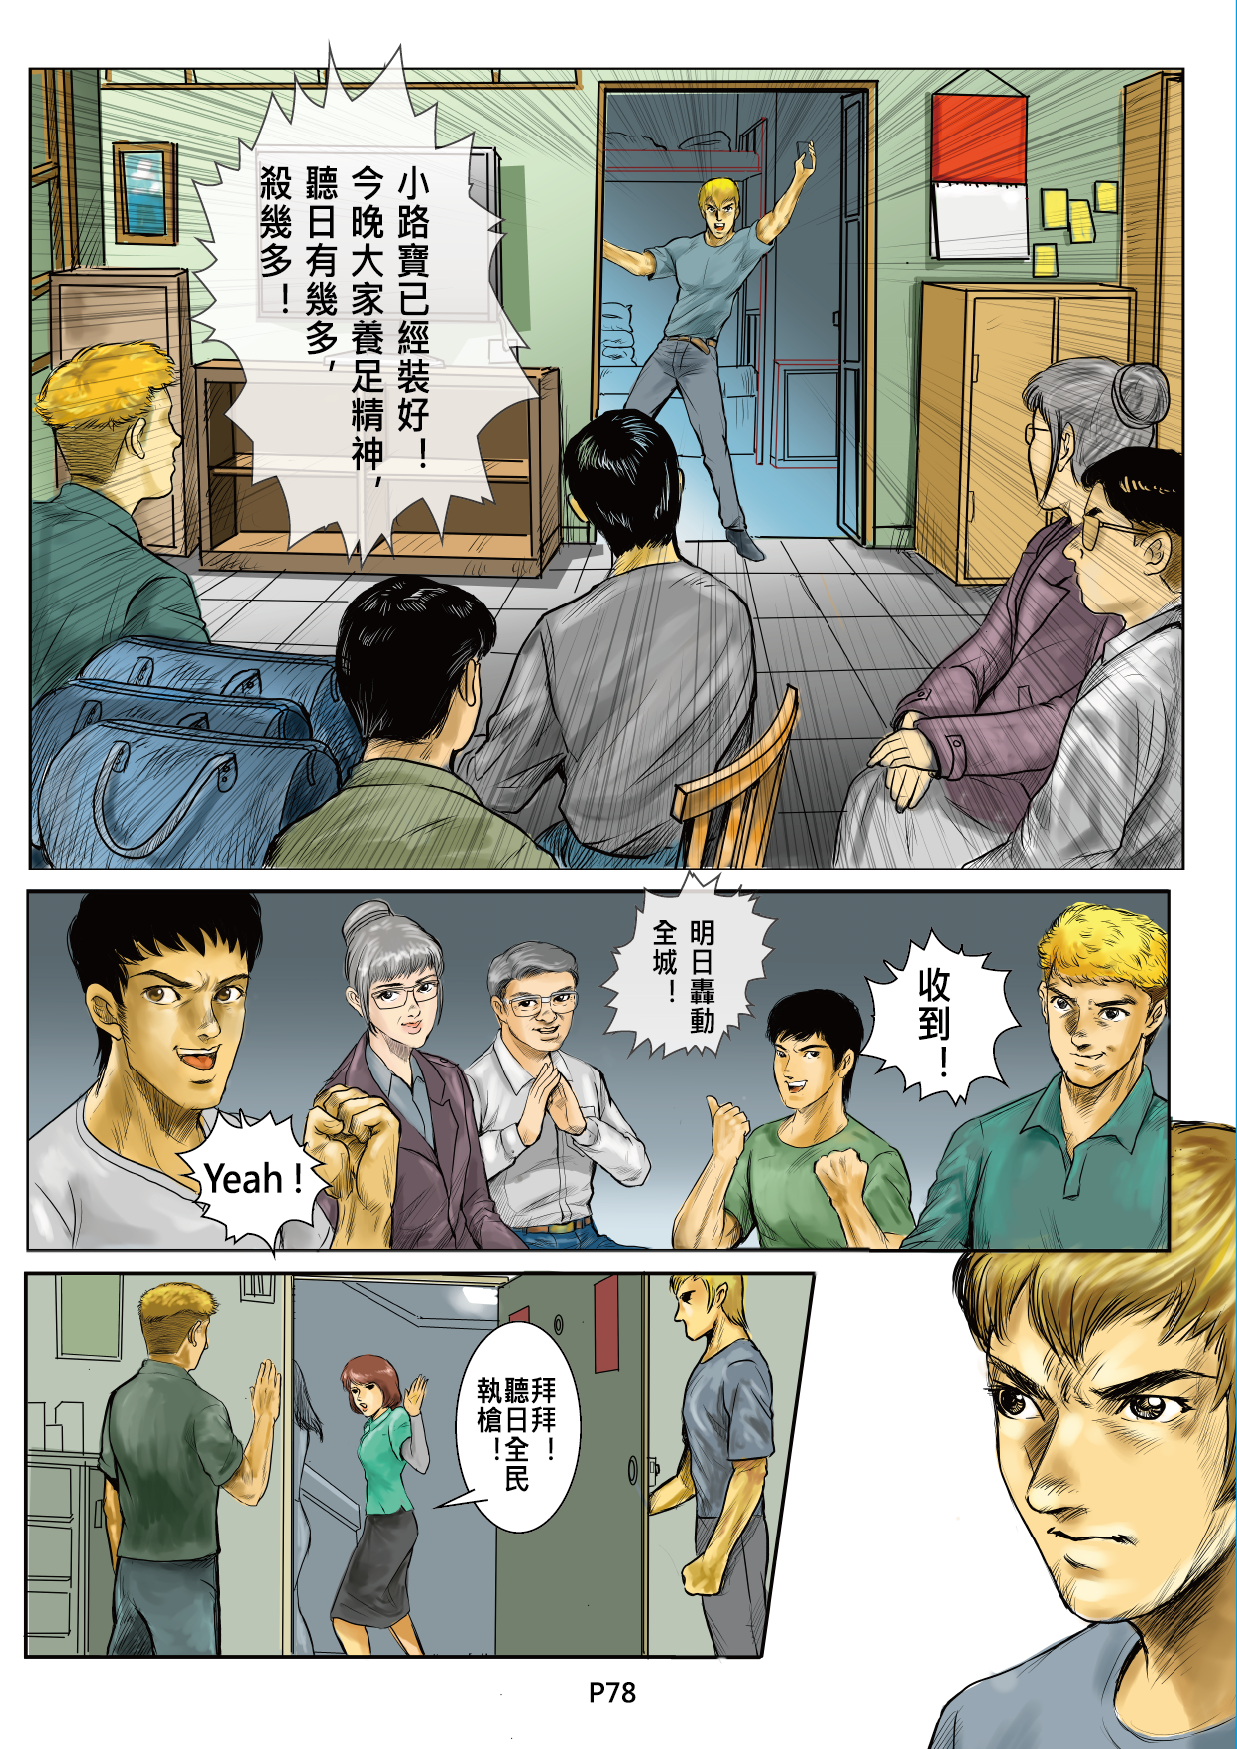 小路寶已經裝好！
今晚大家養足精神，
聽日有幾多，
殺幾多！
Yeah !
明日轟動
全城！
收到！
拜拜！
聽日全民
執槍！
P78